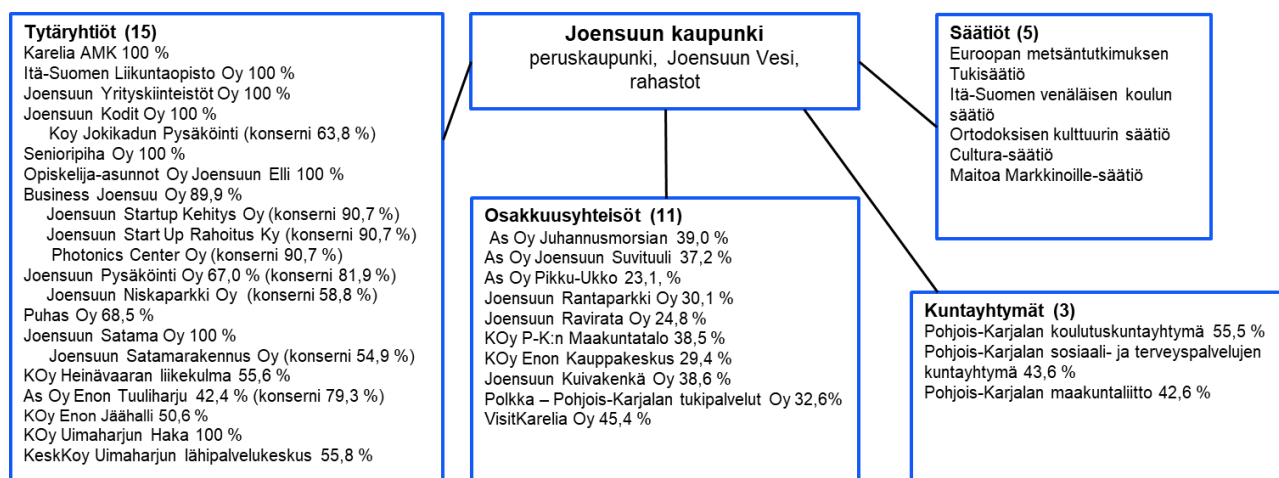 Tytäryhtiöt (15)
Karelia AMK 100 %
Itä-Suomen Liikuntaopisto Oy 100 %
Joensuun Yrityskiinteistöt Oy 100 %
Joensuun Kodit Oy 100 %
Koy Jokikadun Pysäköinti (konserni 63,8 %)
Senioripiha Oy 100 %
Opiskelija-asunnot Oy Joensuun Elli 100 %
Business Joensuu Oy 89,9 %
Joensuun Startup Kehitys Oy (konserni 90,7 %)
Joensuun Start Up Rahoitus Ky (konserni 90,7 %)
Photonics Center Oy (konserni 90,7 %)
Joensuun Pysäköinti Oy 67,0 % (konserni 81,9 %)
Joensuun Niskaparkki Oy (konserni 58,8 %)
Puhas Oy 68,5 %
Joensuun Satama Oy 100 %
Joensuun Satamarakennus Oy (konserni 54,9 %)
KOy Heinävaaran liikekulma 55,6 %
As Oy Enon Tuuliharju 42,4 % (konserni 79,3 %)
KOy Enon Jäähalli 50,6 %
KOy Uimaharjun Haka 100 %
KeskKoy Uimaharjun lähipalvelukeskus 55,8 %
Joensuun kaupunki
peruskaupunki, Joensuun Vesi,
rahastot
Osakkuusyhteisöt (11)
As Oy Juhannusmorsian 39,0 %
As Oy Joensuun Suvituuli 37,2 %
As Oy Pikku-Ukko 23,1, %
Joensuun Rantaparkki Oy 30,1 %
Joensuun Ravirata Oy 24,8 %
KOy P-K:n Maakuntatalo 38,5 %
KOy Enon Kauppakeskus 29,4 %
Joensuun Kuivakenkä Oy 38,6 %
Polkka – Pohjois-Karjalan tukipalvelut Oy 32,6%
VisitKarelia Oy 45,4 %
Säätiöt (5)
Euroopan metsäntutkimuksen
Tukisäätiö
Itä-Suomen venäläisen koulun
säätiö
Ortodoksisen kulttuurin säätiö
Cultura-säätiö
Maitoa Markkinoille-säätiö
Kuntayhtymät (3)
Pohjois-Karjalan koulutuskuntayhtymä 55,5 %
Pohjois-Karjalan sosiaali- ja terveyspalvelujen
kuntayhtymä 43,6 %
Pohjois-Karjalan maakuntaliitto 42,6 %